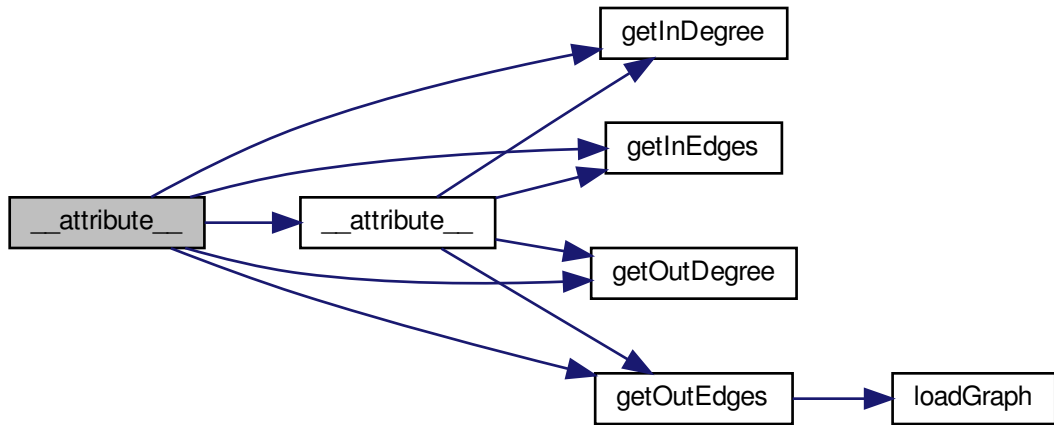 getInDegree
getInEdges
__attribute__
__attribute__
getOutDegree
getOutEdges
loadGraph